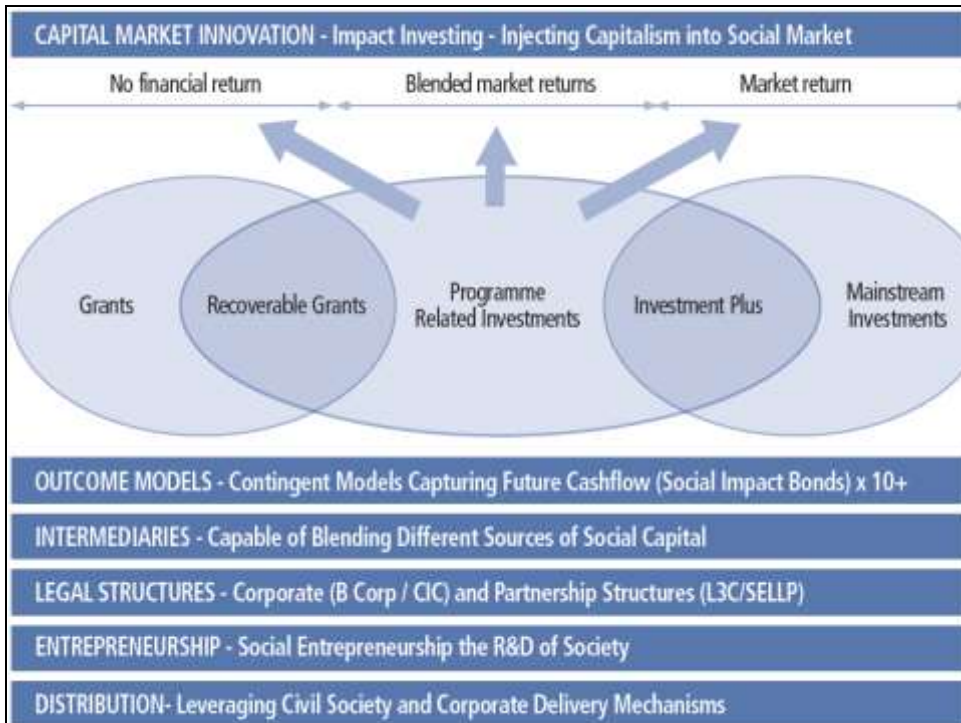 CAPITAL MARKET INNOVATION - Impact Investing - Injecting Capitalism into Social Market
No financial return
Blended market returns
Market return
Grants
Recoverable Grants
Programme
Related Investments
Investment Plus
Mainstream
Investments
OUTCOME MODELS - Contingent Models Capturing Future Cashflow (Social Impact Bonds) x 10+
INTERMEDIARIES - Capable of Blending Different Sources of Social Capital
LEGAL STRUCTURES - Corporate (B Corp / CIC) and Partnership Structures (L3C/SELLP)
ENTREPRENEURSHIP - Social Entrepreneurship the R&D of Society
DISTRIBUTION- Leveraging Civil Society and Corporate Delivery Mechanisms